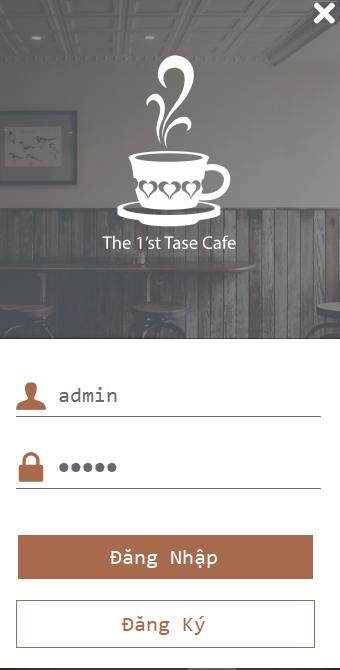 The 1'st Tase Cafe
admin
•••••
Đăng Nhập
Đăng Ký